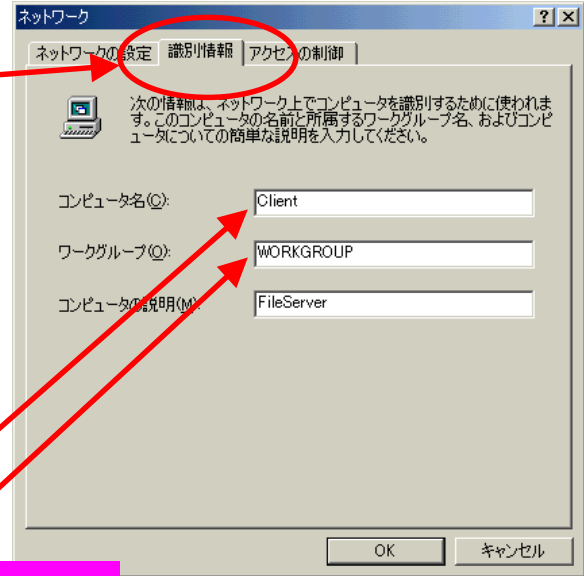 ネットワーク
ネットワークの設定 識別情報 アクセスの制御
次の情報は、ネットワーク上でコンピュータを識別するために使われま
す。このコンピュータの名前と所属するワークグループ名、およびコンピ
ュータについての簡単な説明を入力してください。
コンピュータ名(C): Client
ワークグループ(O): WORKGROUP
コンピュータの説明(M): FileServer
OK キャンセル